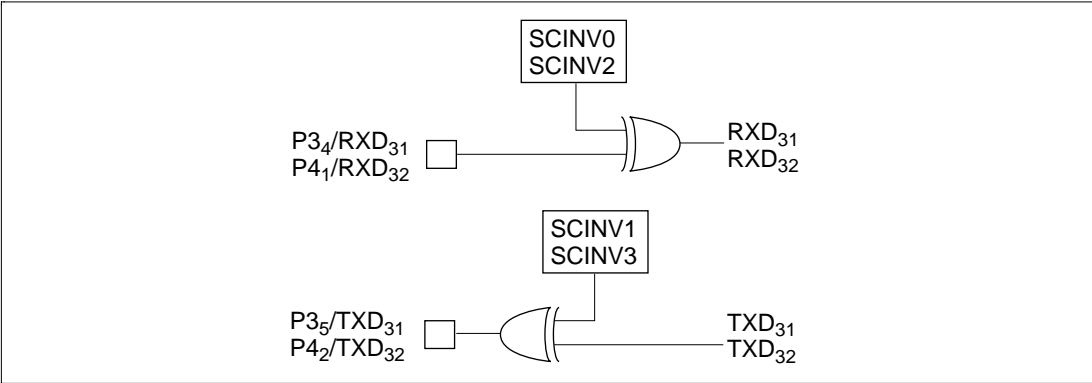 SCINV0
SCINV2
P3₄/RXD₃₁
P4₁/RXD₃₂
RXD₃₁
RXD₃₂
SCINV1
SCINV3
P3₅/TXD₃₁
P4₂/TXD₃₂
TXD₃₁
TXD₃₂